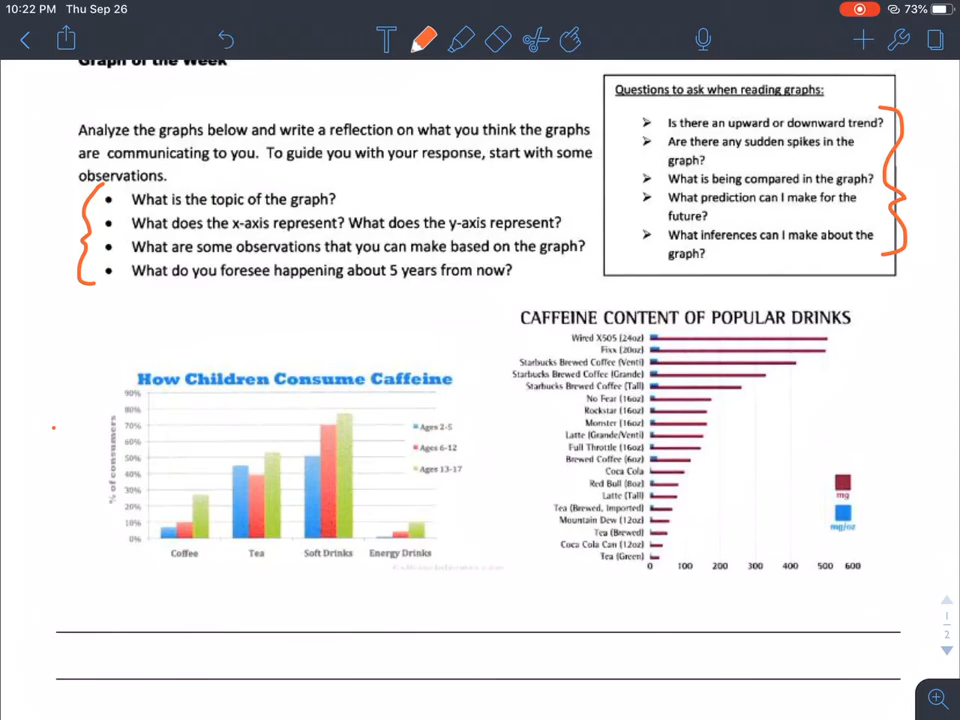 10:22 PM Thu Sep 26
73%
T
Graph of the Week
Questions to ask when reading graphs:
Is there an upward or downward trend?
Are there any sudden spikes in the
graph?
What is being compared in the graph?
What prediction can I make for the
future?
What inferences can I make about the
graph?
Analyze the graphs below and write a reflection on what you think the graphs
are communicating to you. To guide you with your response, start with some
observations.
What is the topic of the graph?
What does the x-axis represent? What does the y-axis represent?
What are some observations that you can make based on the graph?
What do you foresee happening about 5 years from now?
How Children Consume Caffeine
% of consumers
90%
80%
70%
60%
50%
40%
30%
20%
10%
0%
Coffee Tea Soft Drinks Energy Drinks
Ages 2-5
Ages 6-12
Ages 13-17
CAFFEINE CONTENT OF POPULAR DRINKS
Wired X505 (24oz)
Fixx (20oz)
Starbucks Brewed Coffee (Venti)
Starbucks Brewed Coffee (Grande)
Starbucks Brewed Coffee (Tall)
No Fear (16oz)
Rockstar (16oz)
Monster (16oz)
Latte (Grande/Venti)
Full Throttle (16oz)
Brewed Coffee (6oz)
Coca Cola
Red Bull (8oz)
Latte (Tall)
Tea (Brewed, Imported)
Mountain Dew (12oz)
Tea (Brewed)
Coca Cola Can (12oz)
Tea (Green)
0 100 200 300 400 500 600
mg
mg/oz
1
2